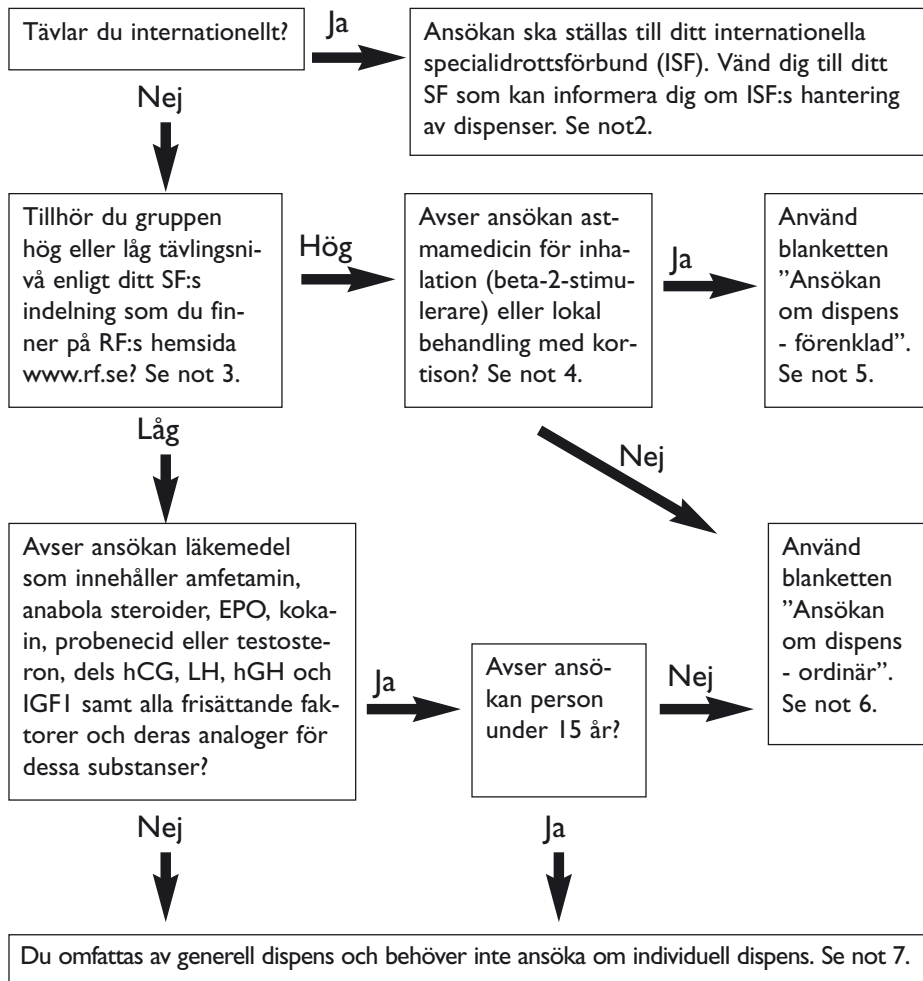 Tävlar du internationellt?
Ja
Ansökan ska ställas till ditt internationella
specialidrottsförbund (ISF). Vänd dig till ditt
SF som kan informera dig om ISF:s hantering
av dispenser. Se not2.
Nej
Tillhör du gruppen
hög eller låg tävlingsni-
vå enligt ditt SF:s
indelning som du fin-
ner på RF:s hemsida
www.rf.se? Se not 3.
Hög
Avser ansökan ast-
mamedicin för inha-
lation (beta-2-stimu-
lerare) eller lokal
behandling med kor-
tison? Se not 4.
Ja
Använd
blanketten
”Ansökan
om dispens
- förenklad”.
Se not 5.
Låg
Nej
Avser ansökan läkemedel
som innehåller amfetamin,
anabola steroider, EPO, koka-
in, probenecid eller testoste-
ron, dels hCG, LH, hGH och
IGF1 samt alla frisättande fak-
torer och deras analoger för
dessa substanser?
Ja
Avser ansö-
kan person
under 15 år?
Nej
Använd
blanketten
”Ansökan
om dispens
- ordinär”.
Se not 6.
Nej
Ja
Du omfattas av generell dispens och behöver inte ansöka om individuell dispens. Se not 7.